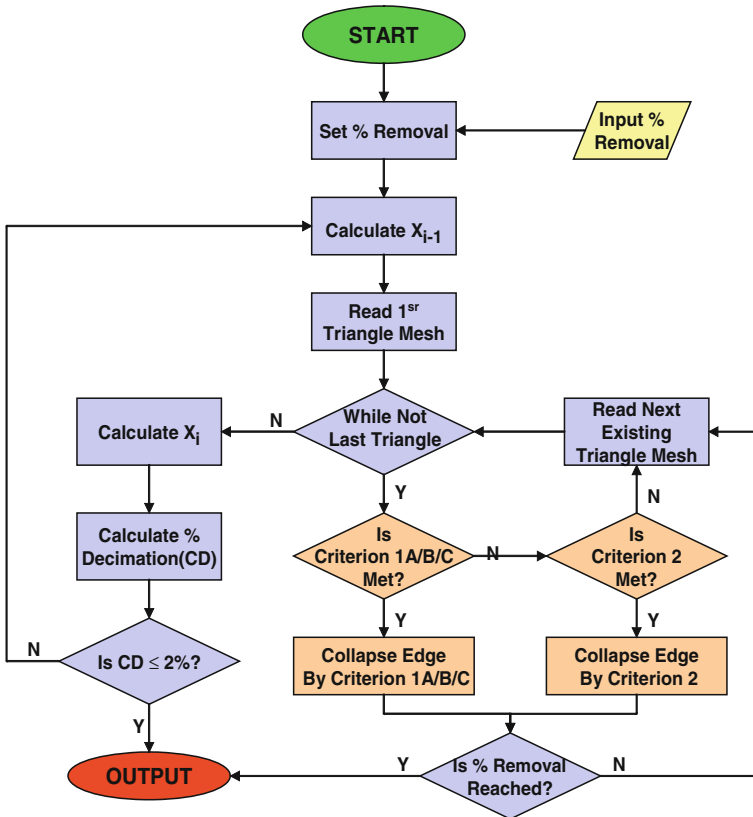 START
Set % Removal
Input %
Removal
Calculate Xi-1
Read 1sr
Triangle Mesh
While Not
Last Triangle
N
Calculate Xi
Read Next
Existing
Triangle Mesh
Y
N
Calculate %
Decimation(CD)
Is
Criterion 1A/B/C
Met?
N
Is
Criterion 2
Met?
Y
Y
N
Is CD ≤ 2%?
Collapse Edge
By Criterion 1A/B/C
Collapse Edge
By Criterion 2
Y
OUTPUT
Y
Is % Removal
Reached?
N